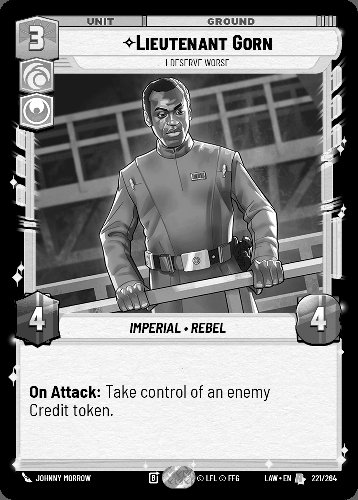 UNIT
GROUND
3
✧LIEUTENANT GORN
I DESERVE WORSE
4
4
IMPERIAL • REBEL
On Attack: Take control of an enemy
Credit token.
JOHNNY MORROW
B
© LFL © FFG
LAW • EN
221/264